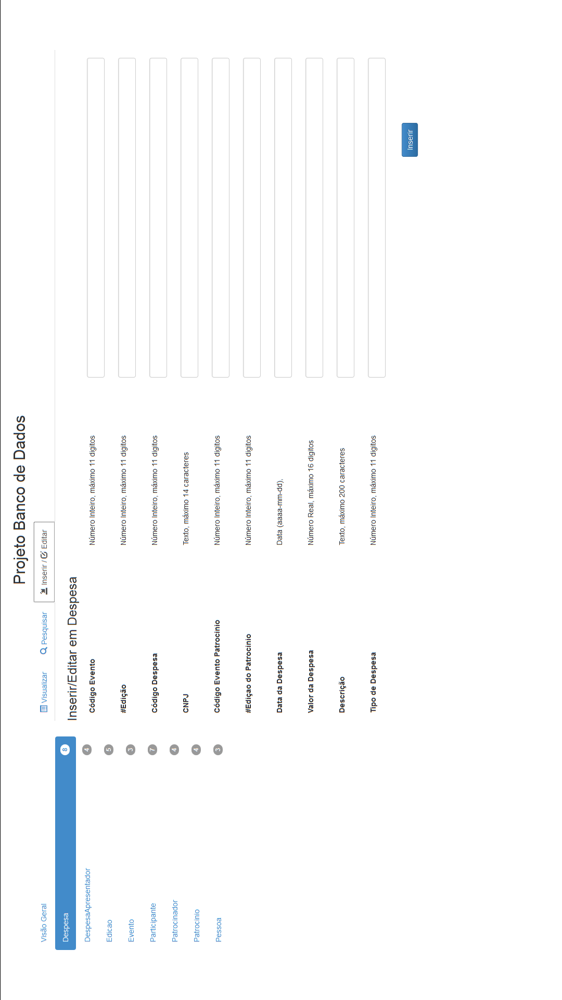 Projeto Banco de Dados
Visão Geral
Despesa 8
DespesaApresentador 4
Edicao 5
Evento 3
Participante 7
Patrocinador 4
Patrocinio 4
Pessoa 3
Visualizar Pesquisar Inserir / Editar
Inserir/Editar em Despesa
Código Evento Número Inteiro, máximo 11 digitos
#Edição Número Inteiro, máximo 11 digitos
Código Despesa Número Inteiro, máximo 11 digitos
CNPJ Texto, máximo 14 caracteres
Código Evento Patrocinio Número Inteiro, máximo 11 digitos
#Ediçao do Patrocinio Número Inteiro, máximo 11 digitos
Data da Despesa Data (aaaa-mm-dd),
Valor da Despesa Número Real, máximo 16 digitos
Descrição Texto, máximo 200 caracteres
Tipo de Despesa Número Inteiro, máximo 11 digitos
Inserir